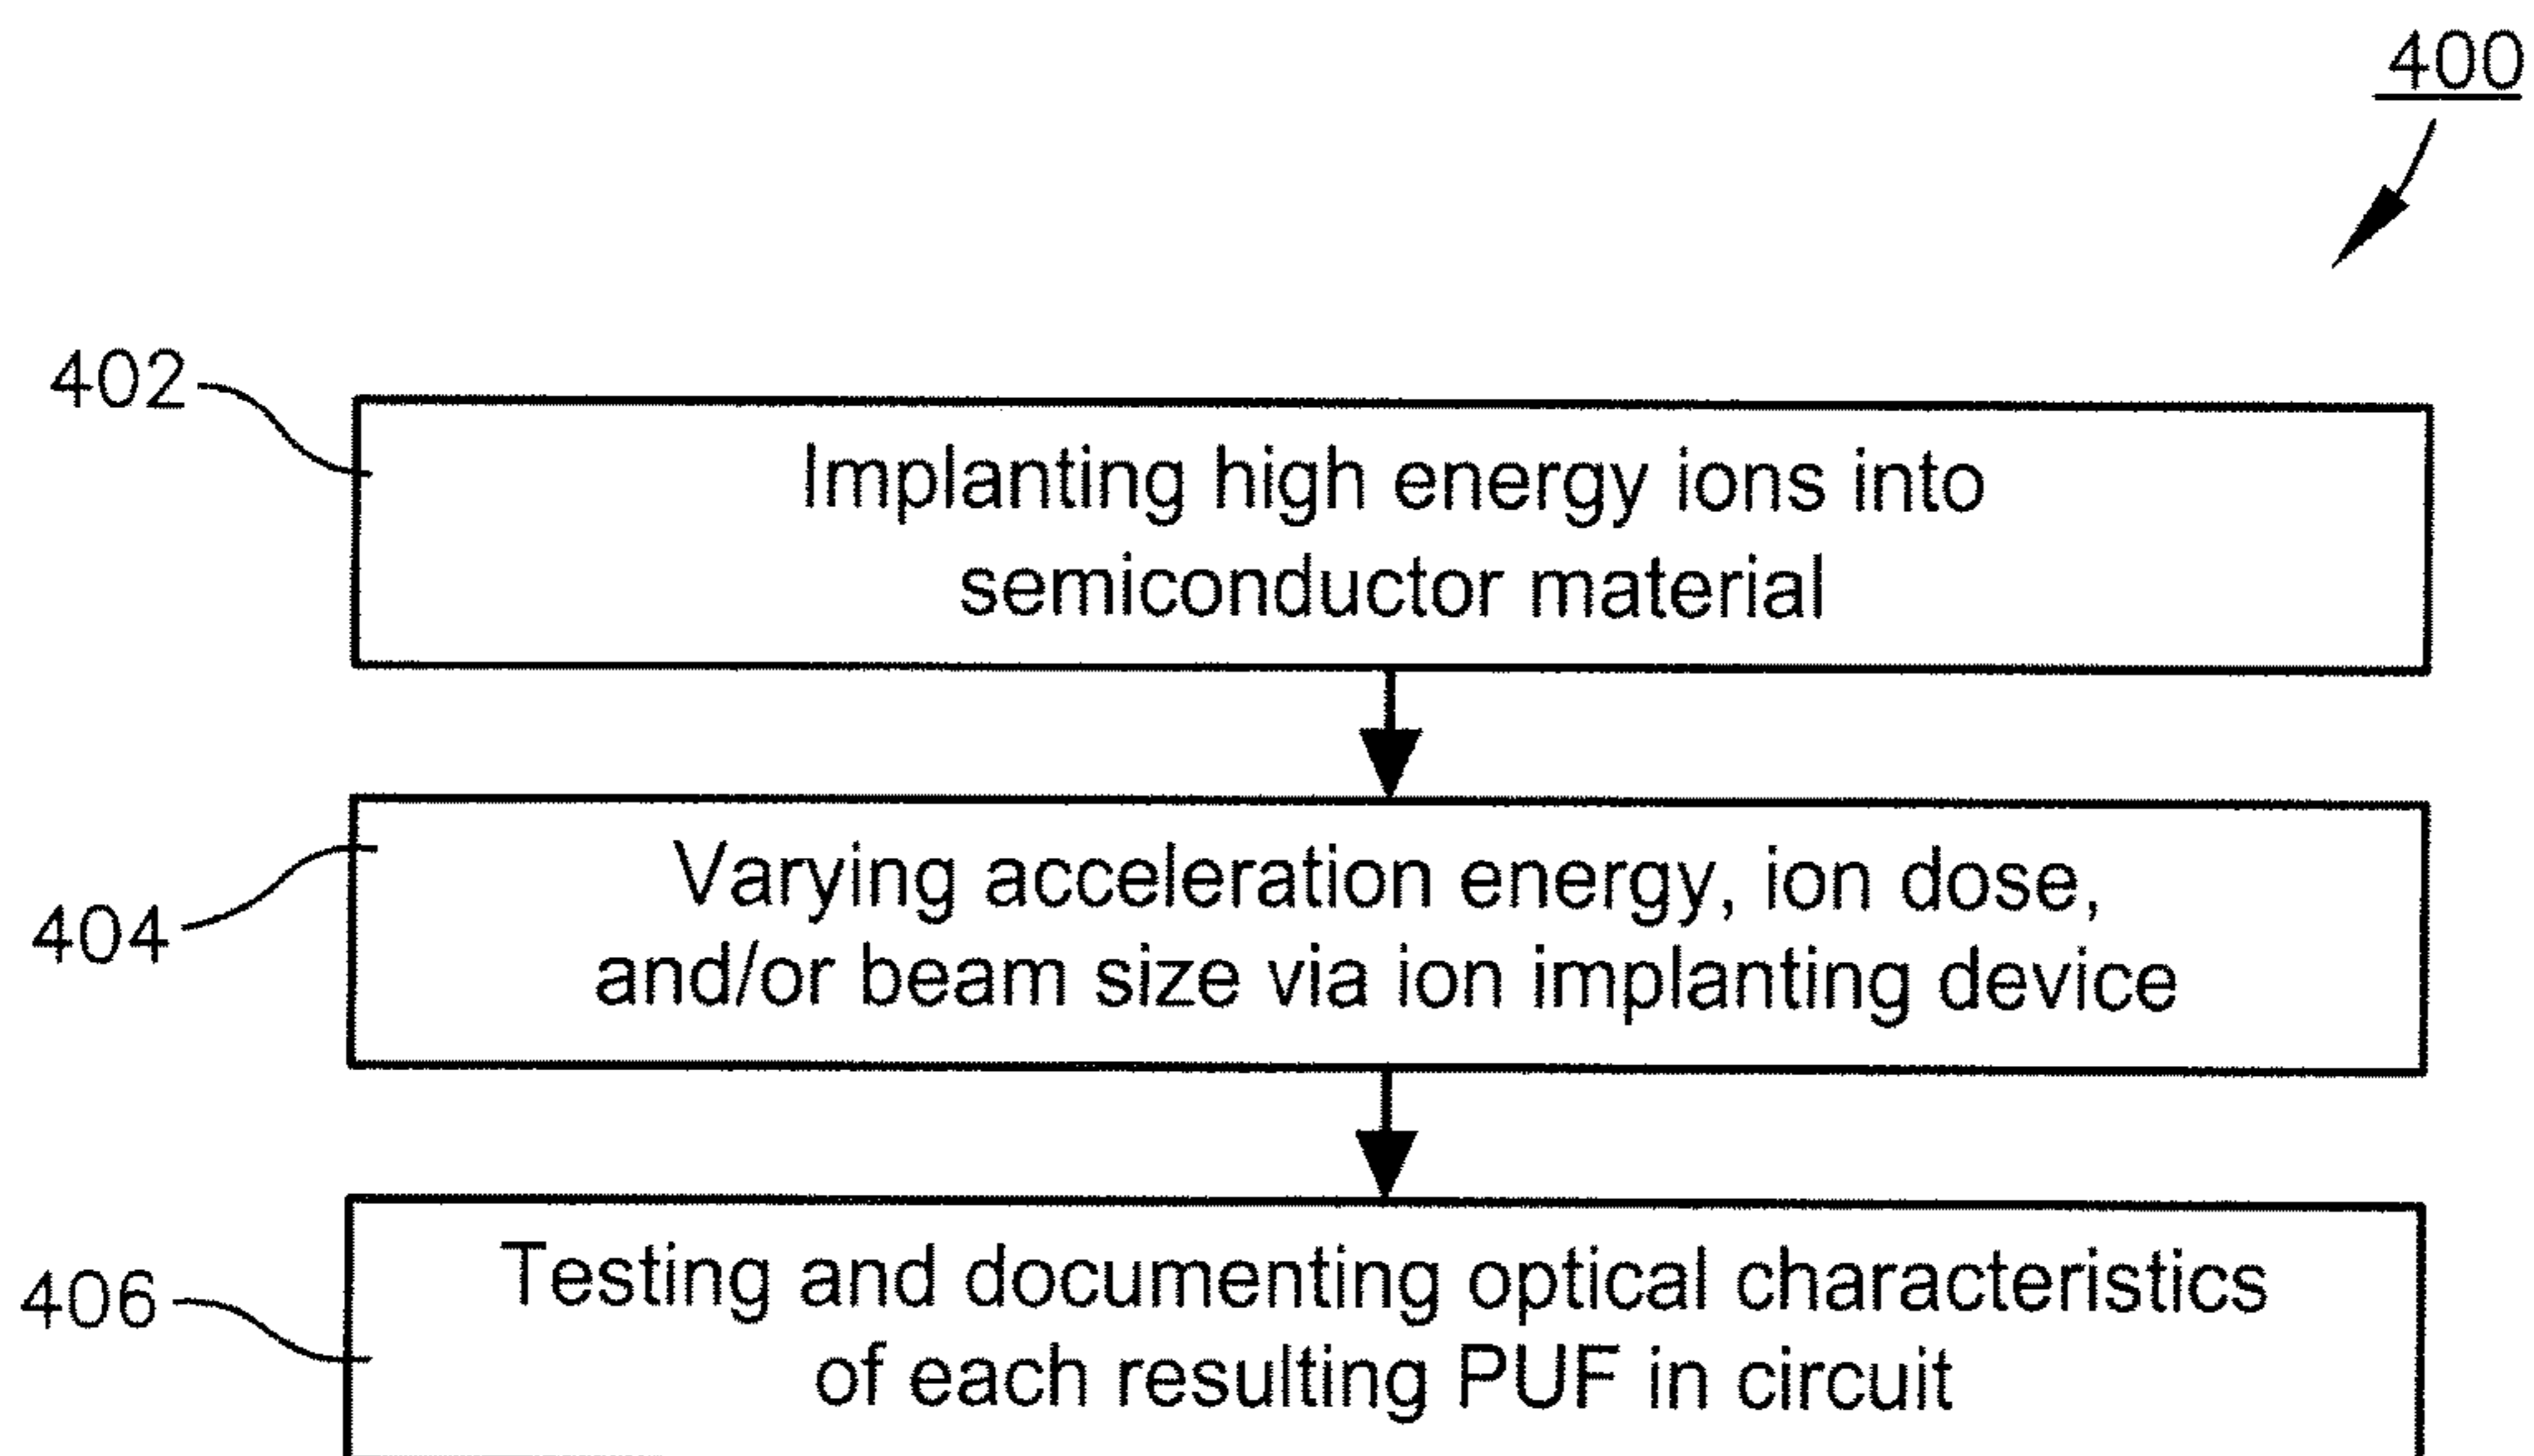 400
402
Implanting high energy ions into
semiconductor material
404
Varying acceleration energy, ion dose,
and/or beam size via ion implanting device
406
Testing and documenting optical characteristics
of each resulting PUF in circuit